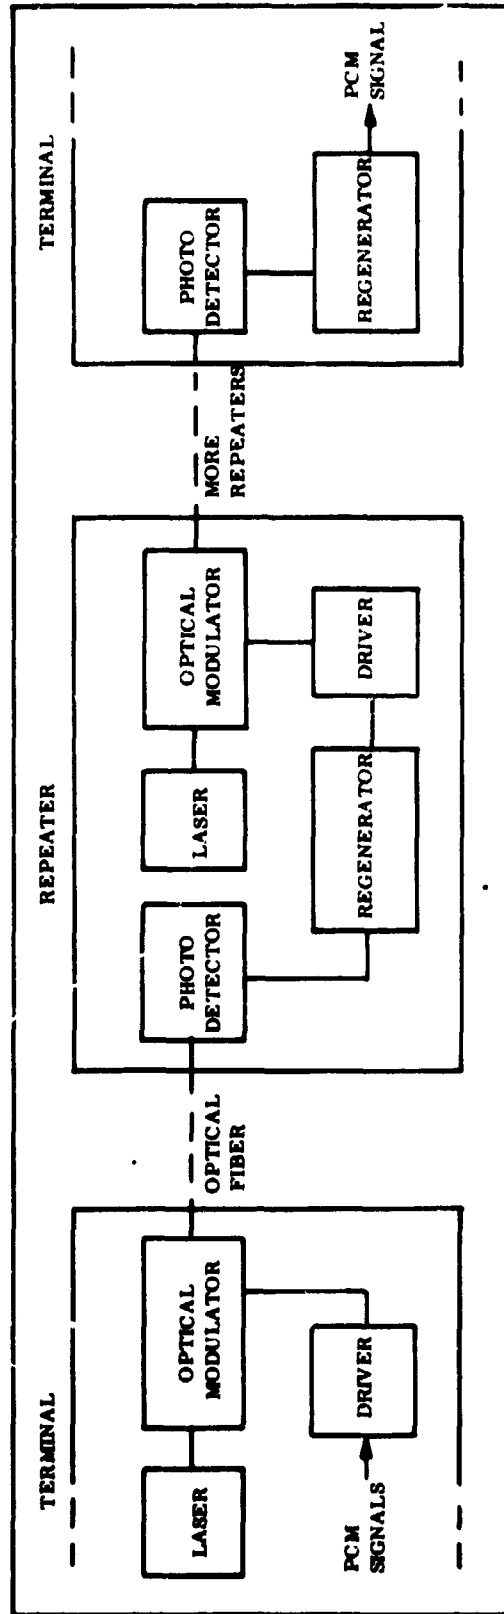 TERMINAL
LASER
OPTICAL
MODULATOR
DRIVER
PCM
SIGNALS
OPTICAL
FIBER
REPEATER
PHOTO
DETECTOR
LASER
OPTICAL
MODULATOR
REGENERATOR
DRIVER
MORE
REPEATERS
TERMINAL
PHOTO
DETECTOR
REGENERATOR
PCM
SIGNAL